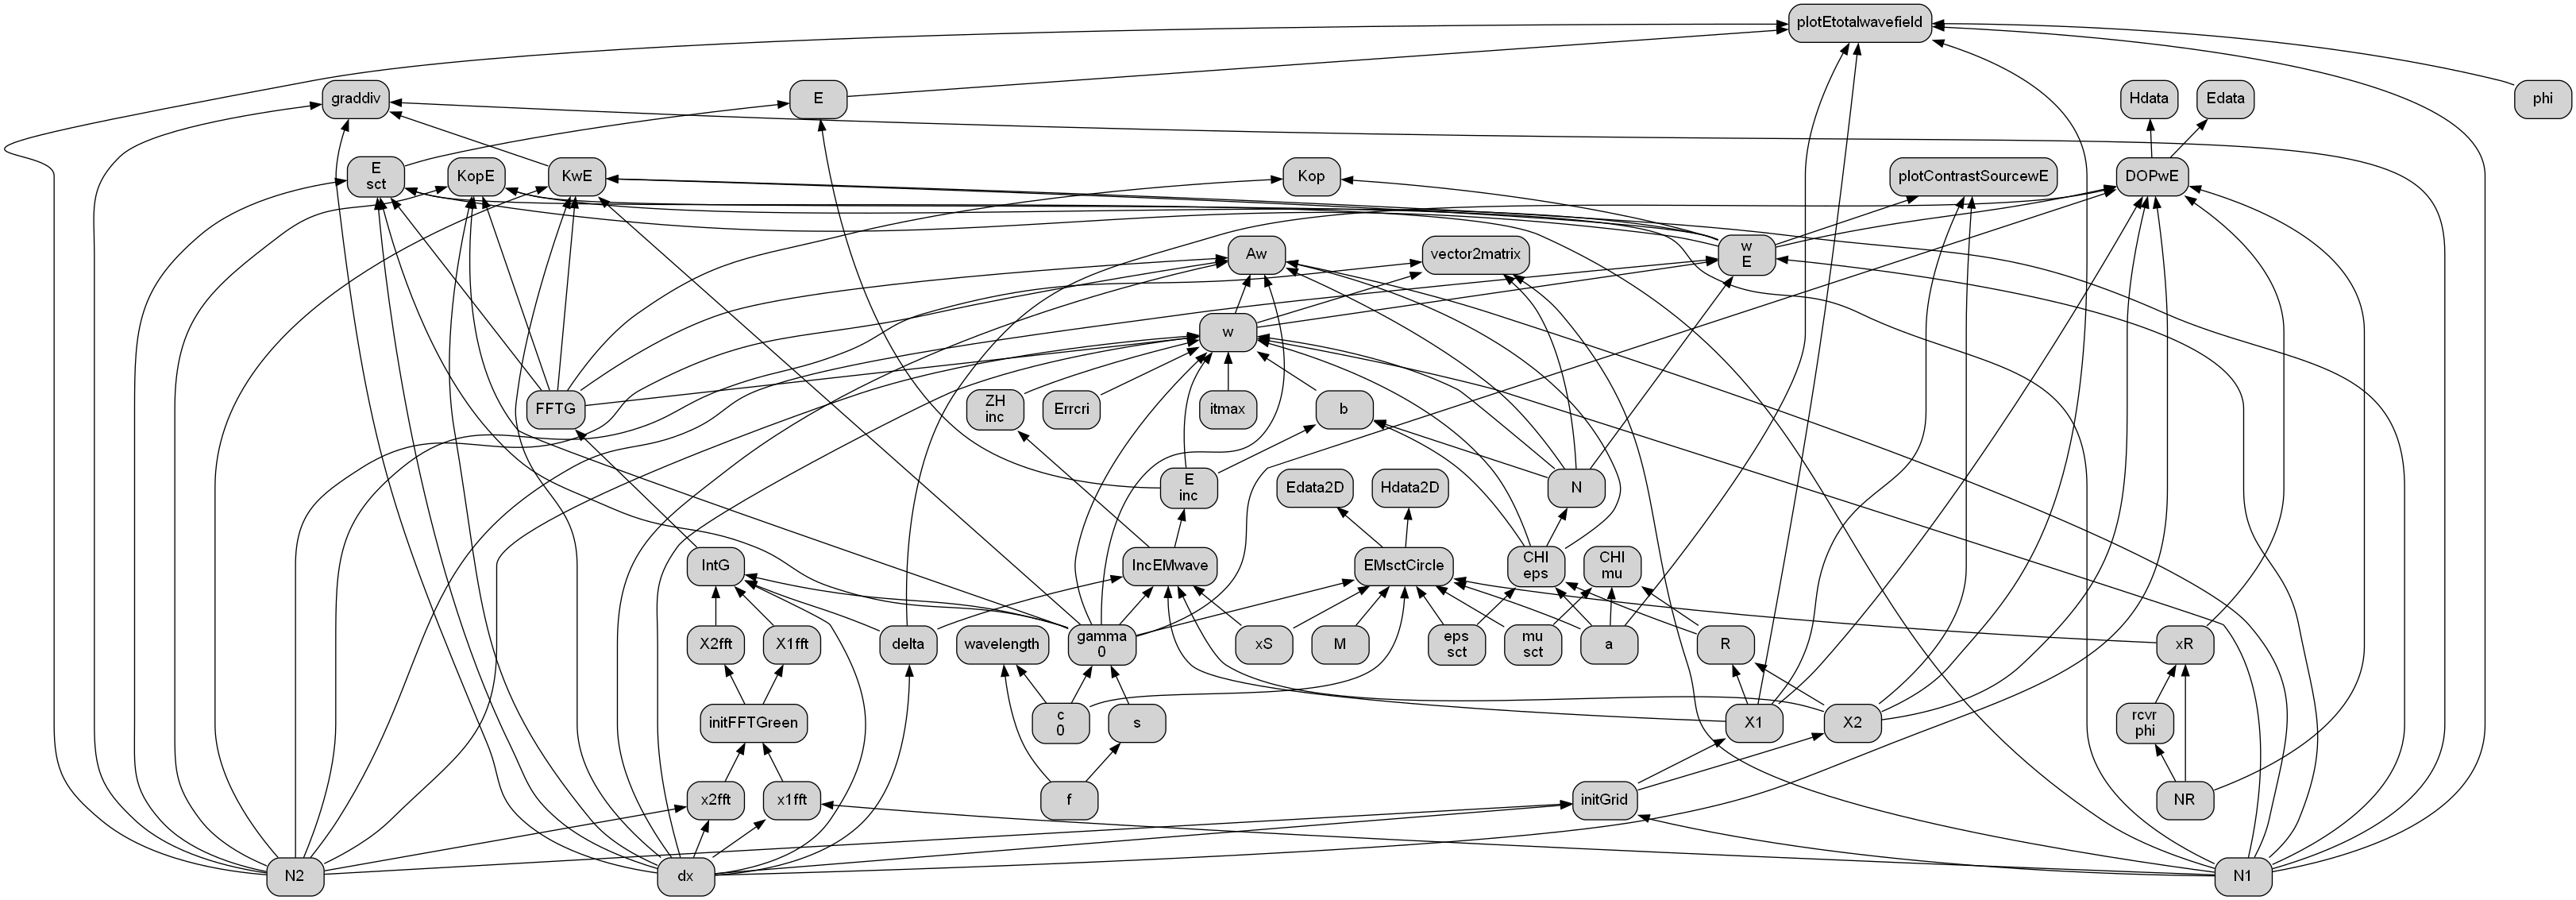 plotEtotalwavefield
graddiv
E
Hdata
Edata
phi
E
sct
KopE
KwE
Kop
plotContrastSourcewE
DOPwE
Aw
vector2matrix
w
E
w
FFTG
ZH
inc
Errcri
itmax
b
E
inc
Edata2D
Hdata2D
N
IntG
IncEMwave
EMsctCircle
CHI
eps
CHI
mu
X2fft
X1fft
delta
wavelength
gamma
0
xS
M
eps
sct
mu
sct
a
R
xR
initFFTGreen
c
0
s
X1
X2
rcvr
phi
x2fft
x1fft
f
initGrid
NR
N2
dx
N1